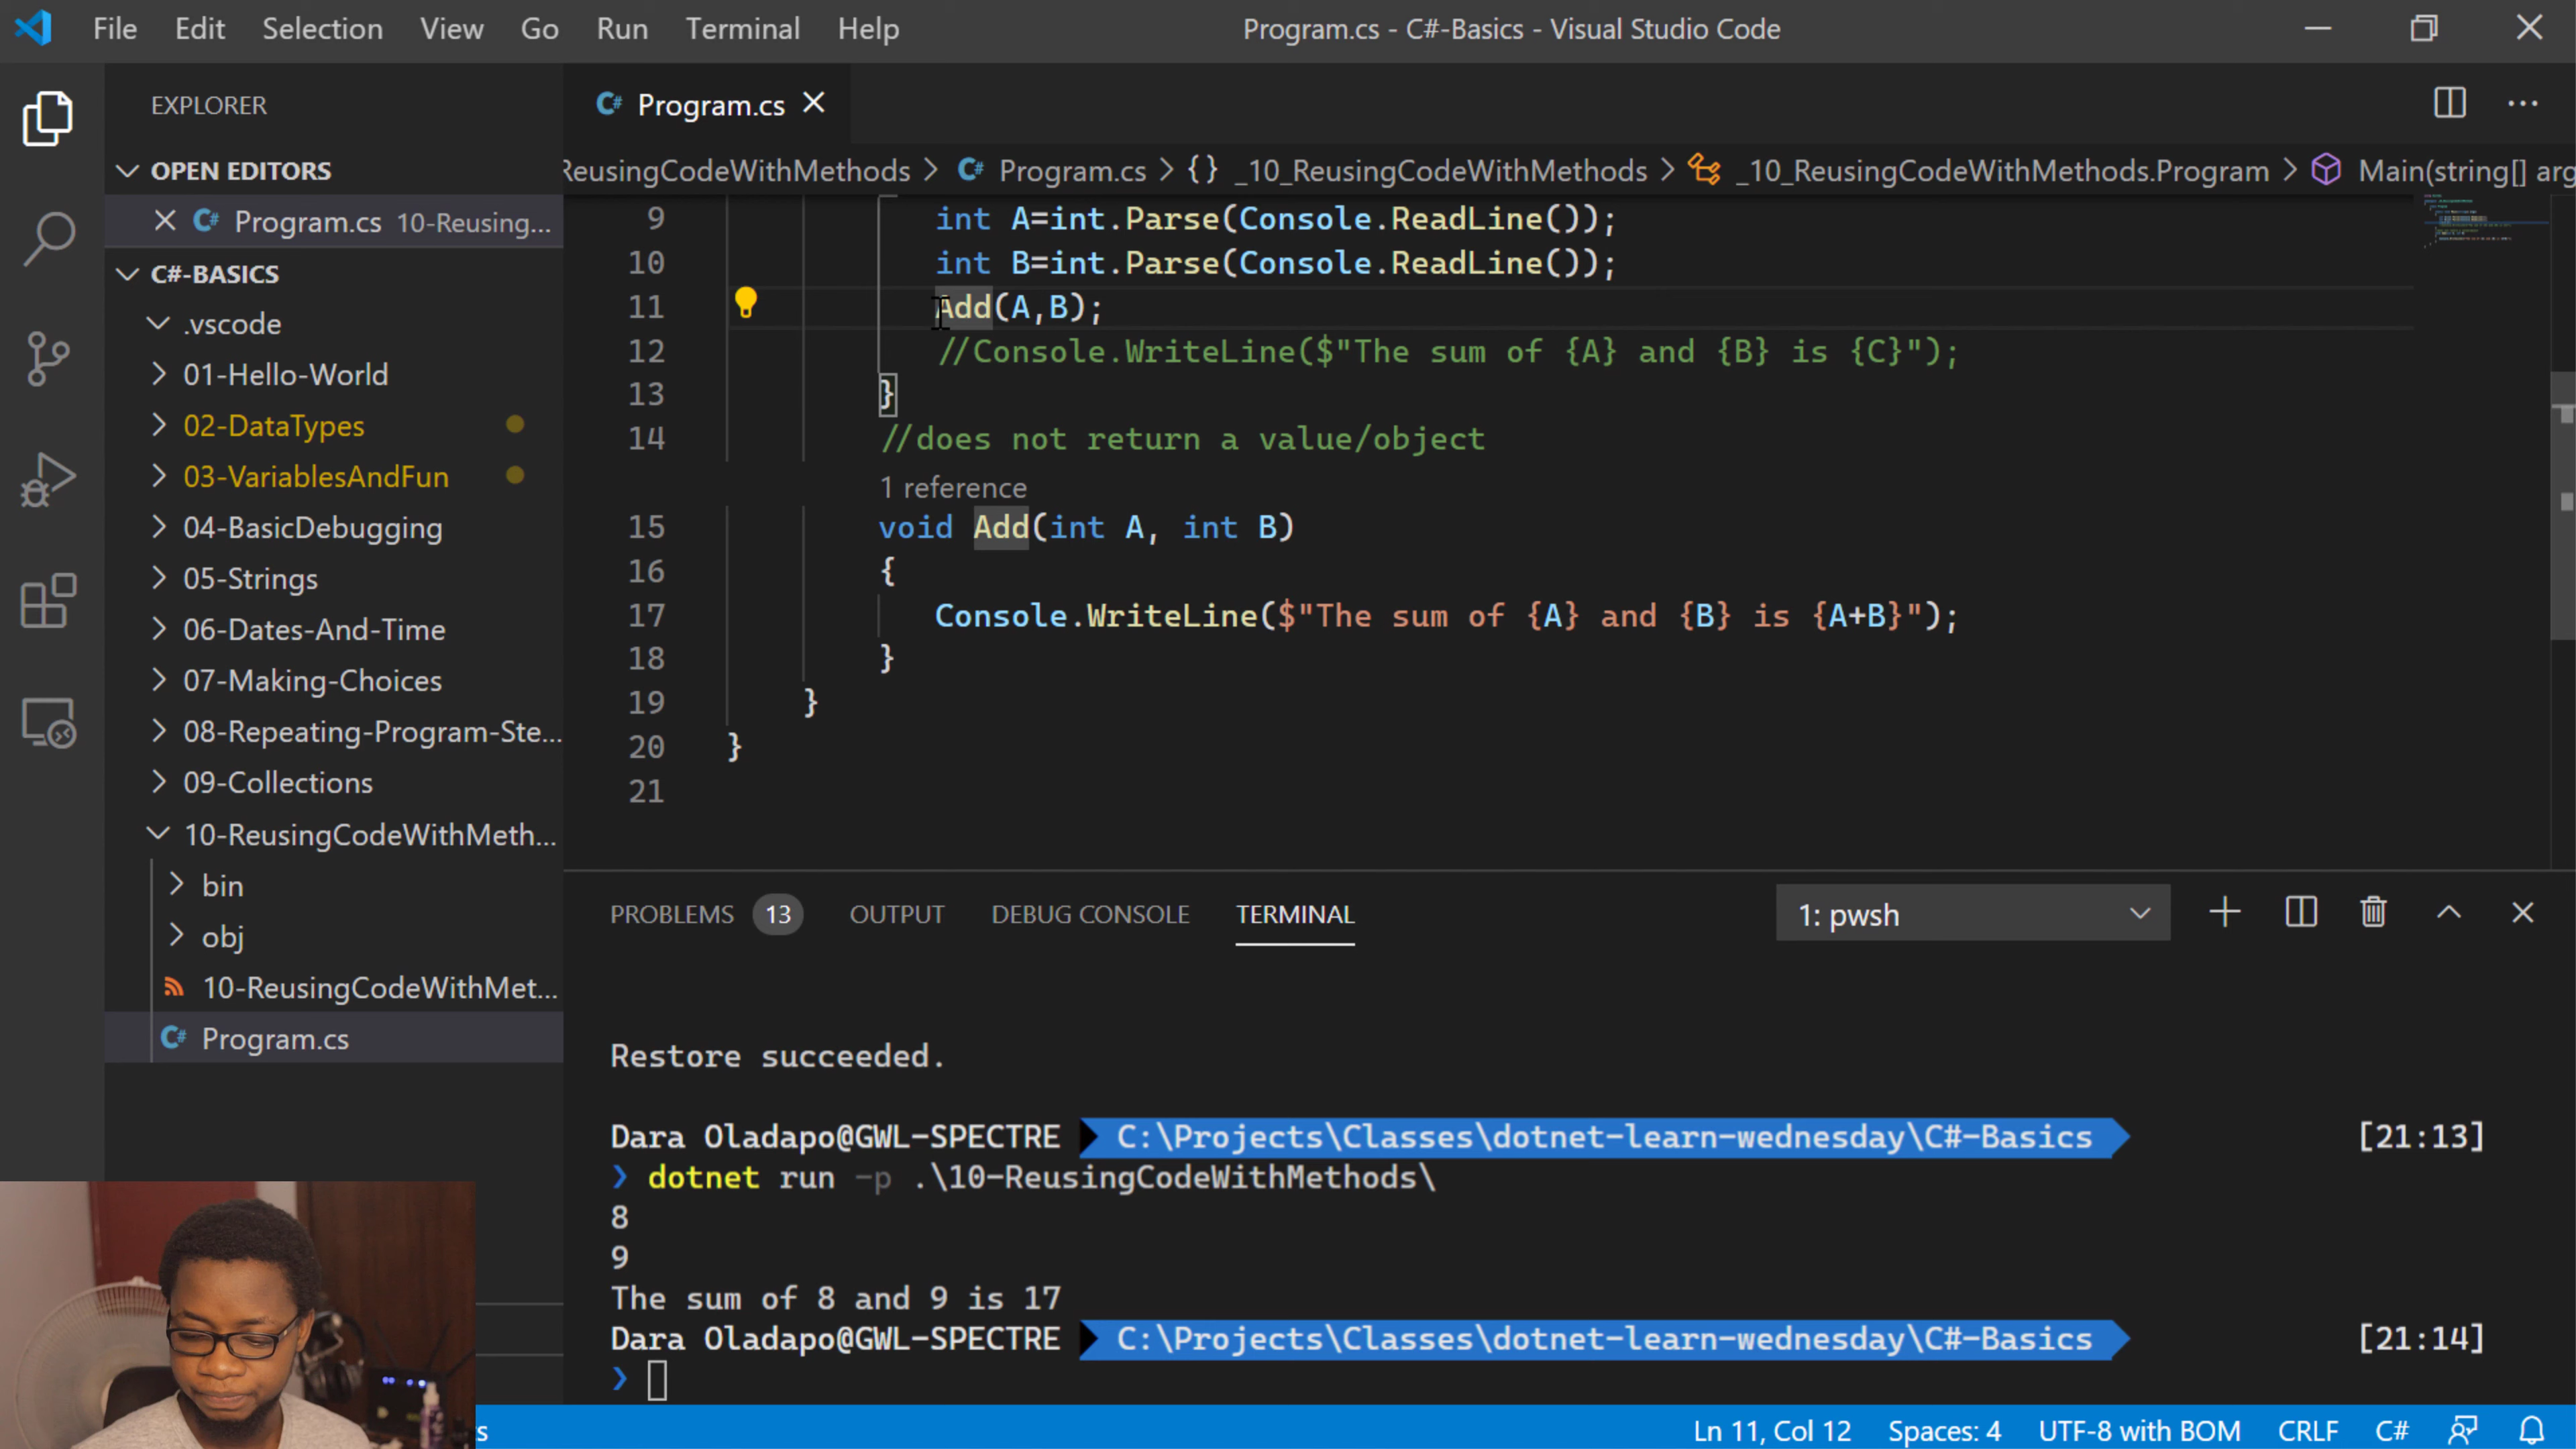 File Edit Selection View Go Run Terminal Help Program.cs - C#-Basics - Visual Studio Code
EXPLORER
OPEN EDITORS
Program.cs 10-Reusing...
C#-BASICS
.vscode
01-Hello-World
02-DataTypes
03-VariablesAndFun
04-BasicDebugging
05-Strings
06-Dates-And-Time
07-Making-Choices
08-Repeating-Program-Ste...
09-Collections
10-ReusingCodeWithMeth...
bin
obj
10-ReusingCodeWithMet...
Program.cs
Program.cs
ReusingCodeWithMethods > Program.cs > {} _10_ReusingCodeWithMethods > _10_ReusingCodeWithMethods.Program > Main(string[] arg
9 int A=int.Parse(Console.ReadLine());
10 int B=int.Parse(Console.ReadLine());
11 Add(A,B);
12 //Console.WriteLine($"The sum of {A} and {B} is {C}");
13 }
14 //does not return a value/object
1 reference
15 void Add(int A, int B)
16 {
17 Console.WriteLine($"The sum of {A} and {B} is {A+B}");
18 }
19 }
20 }
21
PROBLEMS 13 OUTPUT DEBUG CONSOLE TERMINAL 1: pwsh
Restore succeeded.
Dara Oladapo@GWL-SPECTRE C:\Projects\Classes\dotnet-learn-wednesday\C#-Basics [21:13]
❯ dotnet run -p .\10-ReusingCodeWithMethods\
8
9
The sum of 8 and 9 is 17
Dara Oladapo@GWL-SPECTRE C:\Projects\Classes\dotnet-learn-wednesday\C#-Basics [21:14]
❯
s Ln 11, Col 12 Spaces: 4 UTF-8 with BOM CRLF C#